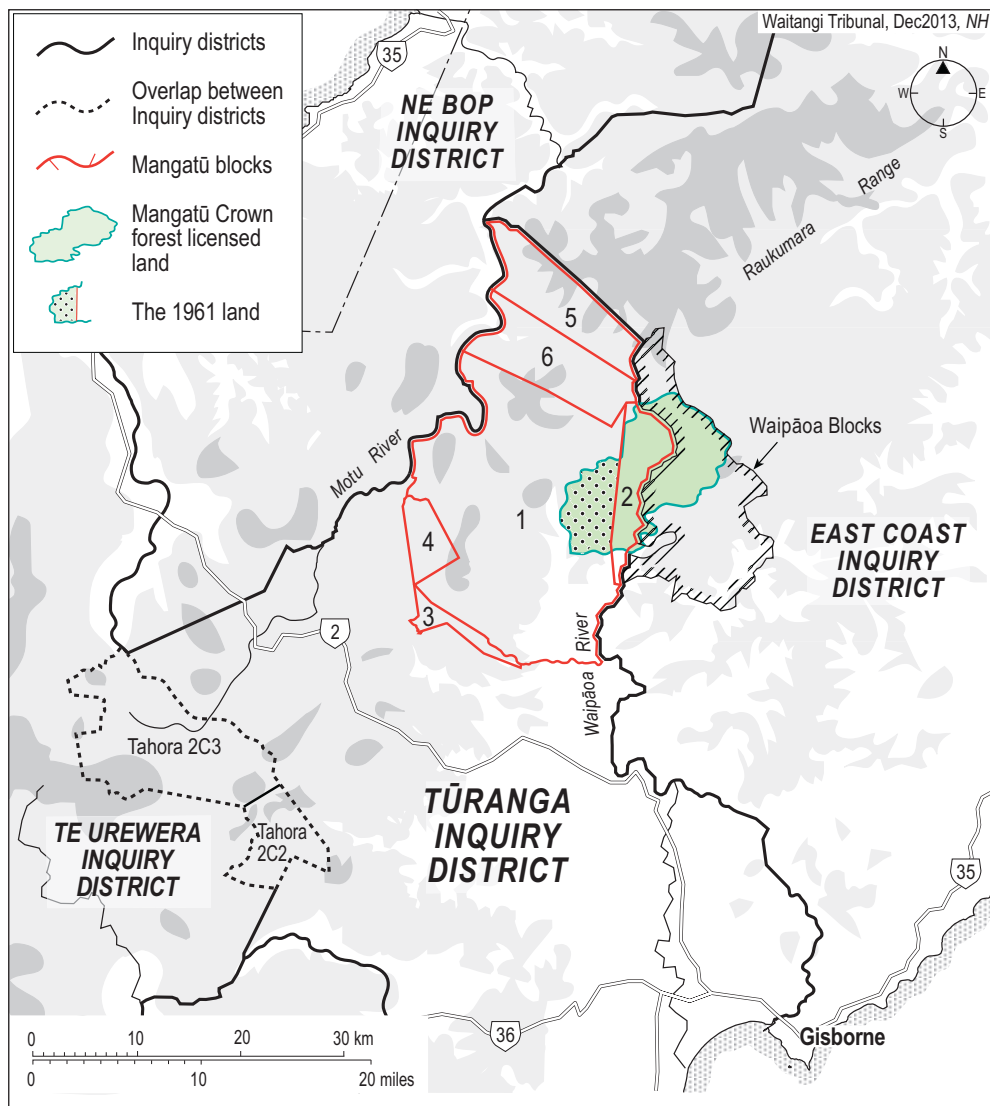 Waitangi Tribunal, Dec2013, NH
Inquiry districts
Overlap between
Inquiry districts
Mangatū blocks
Mangatū Crown
forest licensed
land
The 1961 land
35
NE BOP
INQUIRY
DISTRICT
N
W
E
S
Raukumara Range
5
6
Motu River
Waipāoa Blocks
1
2
4
3
EAST COAST
INQUIRY
DISTRICT
2
Waipāoa River
Tahora 2C3
TŪRANGA
INQUIRY
DISTRICT
TE UREWERA
INQUIRY
DISTRICT
Tahora
2C2
35
36
Gisborne
0
10
20
30 km
0
10
20 miles